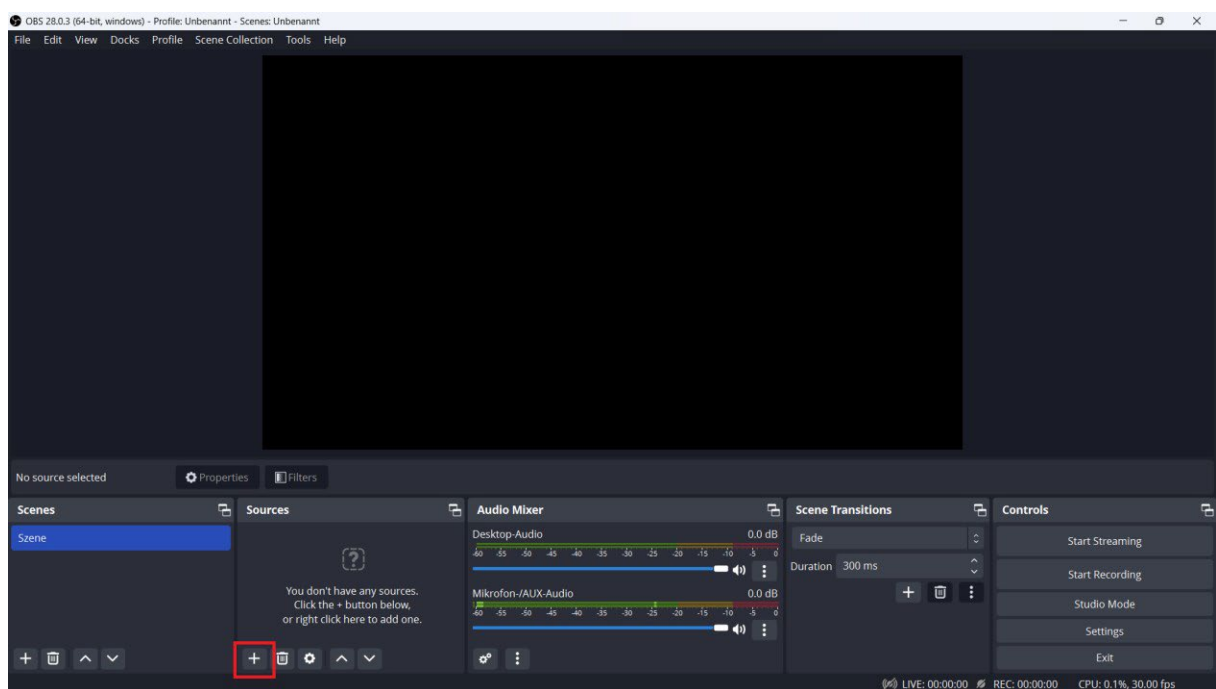 OBS 28.0.3 (64-bit, windows) - Profile: Unbenannt - Scenes: Unbenannt
File Edit View Docks Profile Scene Collection Tools Help
No source selected
Properties
Filters
Scenes
Szene
Sources
You don't have any sources.
Click the + button below,
or right click here to add one.
Audio Mixer
Desktop-Audio 0.0 dB
-60 -55 -50 -45 -40 -35 -30 -25 -20 -15 -10 -5 0
Mikrofon-/AUX-Audio 0.0 dB
-60 -55 -50 -45 -40 -35 -30 -25 -20 -15 -10 -5 0
Scene Transitions
Fade
Duration 300 ms
Controls
Start Streaming
Start Recording
Studio Mode
Settings
Exit
LIVE: 00:00:00 REC: 00:00:00 CPU: 0.1%, 30.00 fps